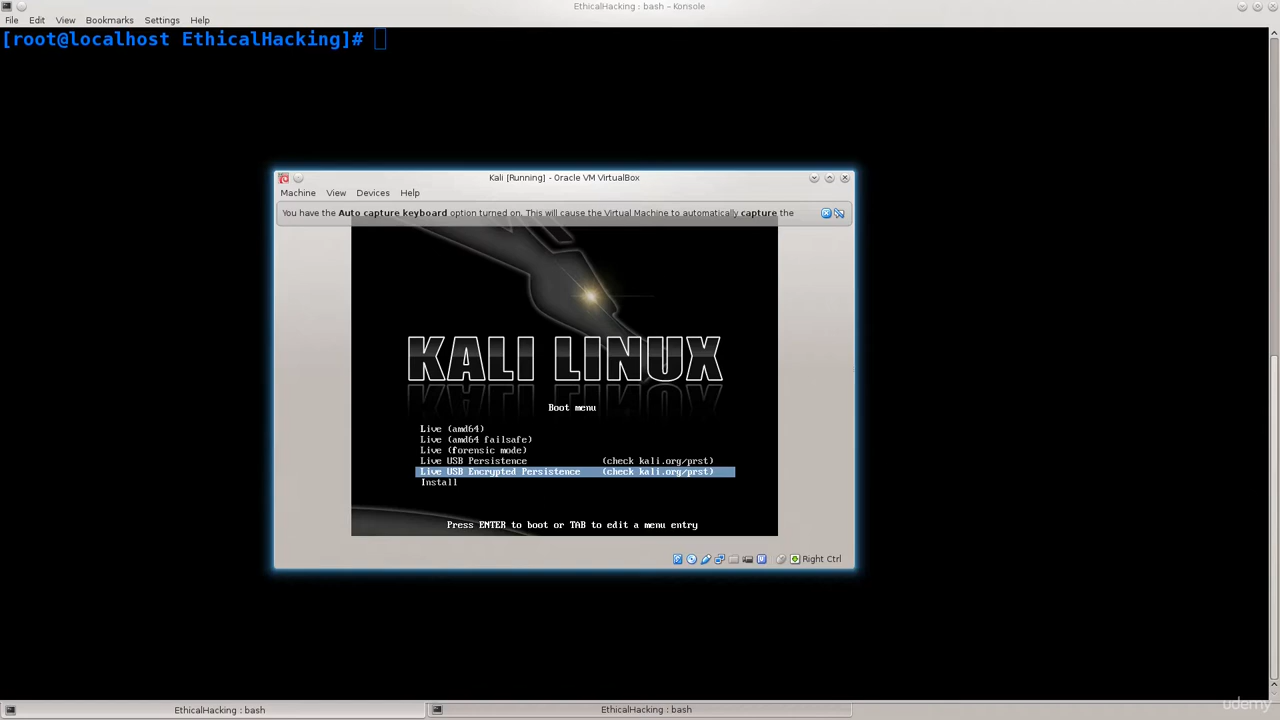 EthicalHacking : bash – Konsole
File Edit View Bookmarks Settings Help
[root@localhost EthicalHacking]#
Kali [Running] - Oracle VM VirtualBox
Machine View Devices Help
You have the Auto capture keyboard option turned on. This will cause the Virtual Machine to automatically capture the
KALI LINUX
Boot menu
Live (amd64)
Live (amd64 failsafe)
Live (forensic mode)
Live USB Persistence (check kali.org/prst)
Live USB Encrypted Persistence (check kali.org/prst)
Install
Press ENTER to boot or TAB to edit a menu entry
Right Ctrl
EthicalHacking : bash EthicalHacking : bash
udemy